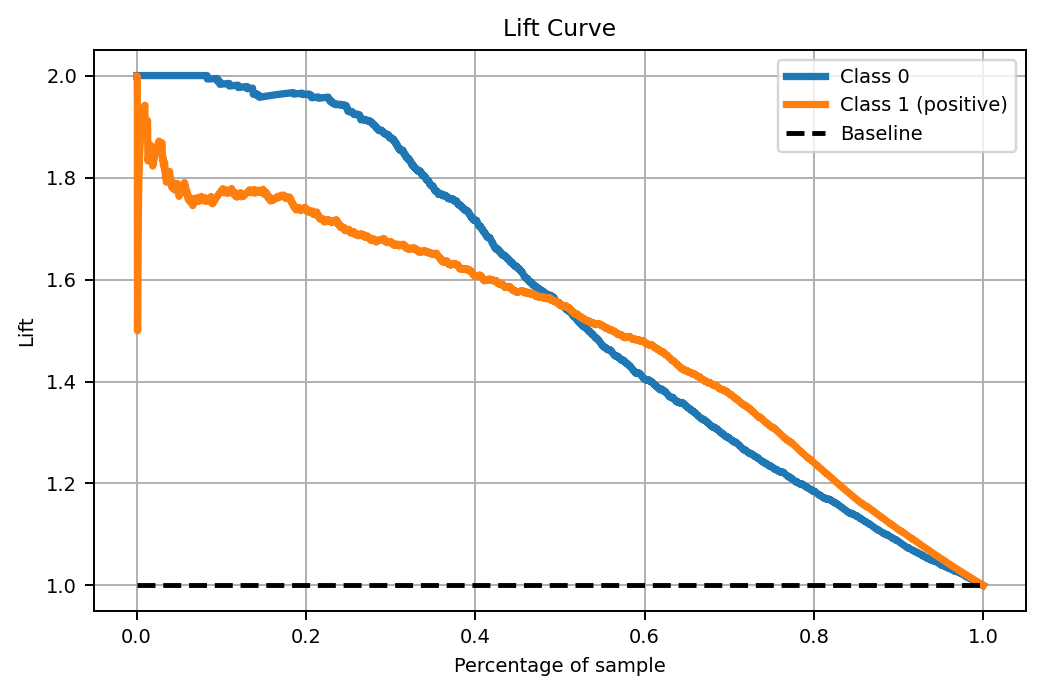 Lift Curve
2.0
1.8
1.6
1.4
1.2
1.0
Lift
Class 0
Class 1 (positive)
Baseline
0.0 0.2 0.4 0.6 0.8 1.0
Percentage of sample